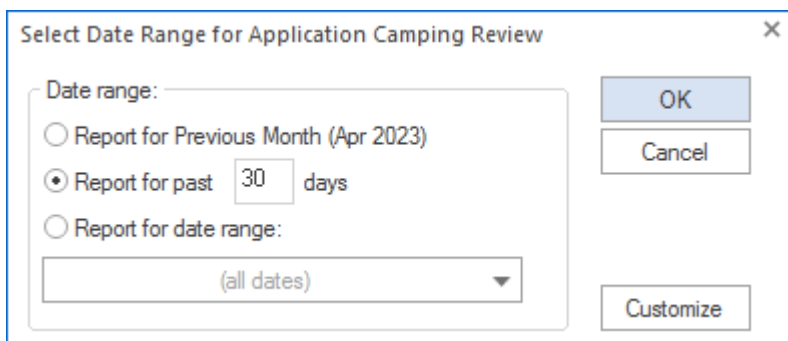 Select Date Range for Application Camping Review
Date range:
Report for Previous Month (Apr 2023)
Report for past 30 days
Report for date range:
(all dates)
OK
Cancel
Customize